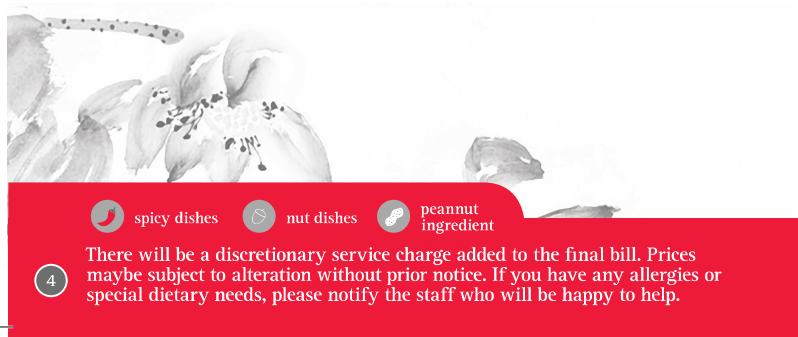 spicy dishes
nut dishes
peannut
ingredient
There will be a discretionary service charge added to the final bill. Prices
4
maybe subject to alteration without prior notice. If you have any allergies or
special dietary needs, please notify the staff who will be happy to help.